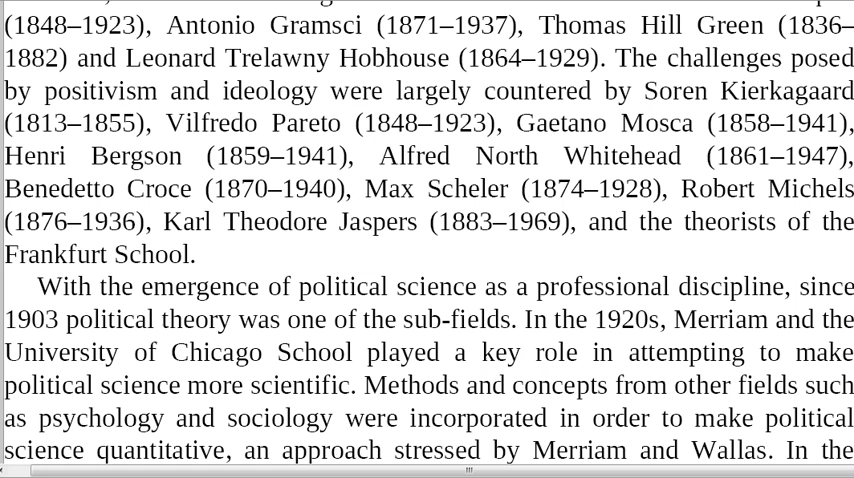 (1848–1923), Antonio Gramsci (1871–1937), Thomas Hill Green (1836–
1882) and Leonard Trelawny Hobhouse (1864–1929). The challenges posed
by positivism and ideology were largely countered by Soren Kierkagaard
(1813–1855), Vilfredo Pareto (1848–1923), Gaetano Mosca (1858–1941),
Henri Bergson (1859–1941), Alfred North Whitehead (1861–1947),
Benedetto Croce (1870–1940), Max Scheler (1874–1928), Robert Michels
(1876–1936), Karl Theodore Jaspers (1883–1969), and the theorists of the
Frankfurt School.
With the emergence of political science as a professional discipline, since
1903 political theory was one of the sub-fields. In the 1920s, Merriam and the
University of Chicago School played a key role in attempting to make
political science more scientific. Methods and concepts from other fields such
as psychology and sociology were incorporated in order to make political
science quantitative, an approach stressed by Merriam and Wallas. In the